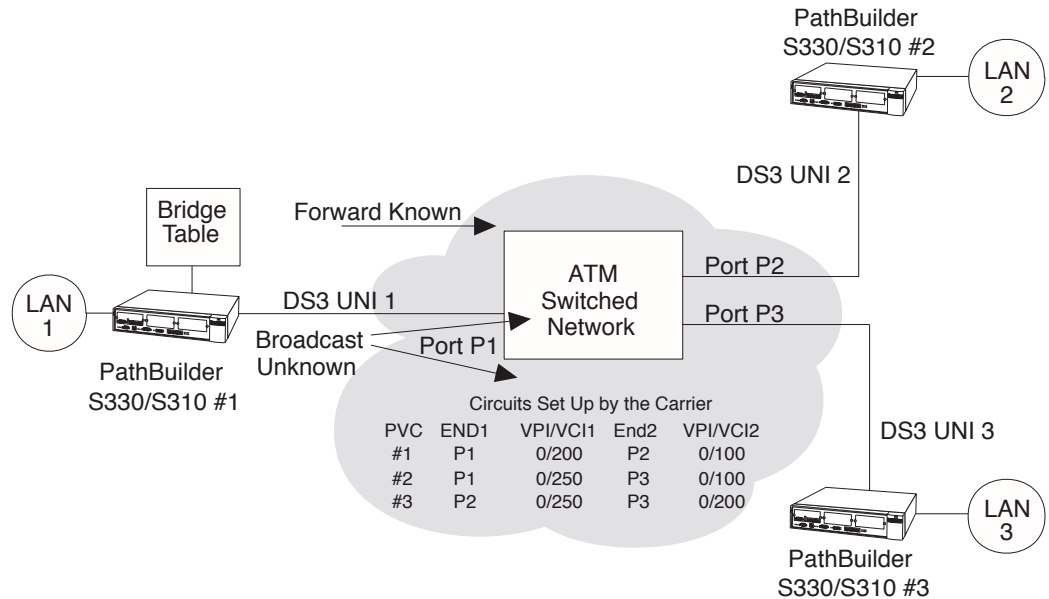 PathBuilder
S330/S310 #2
LAN
2
DS3 UNI 2
Bridge
Table
Forward Known
ATM
Switched
Network
Port P2
LAN
1
DS3 UNI 1
Port P3
Broadcast
Unknown
Port P1
PathBuilder
S330/S310 #1
Circuits Set Up by the Carrier
PVC END1 VPI/VCI1 End2 VPI/VCI2
#1 P1 0/200 P2 0/100
#2 P1 0/250 P3 0/100
#3 P2 0/250 P3 0/200
DS3 UNI 3
LAN
3
PathBuilder
S330/S310 #3